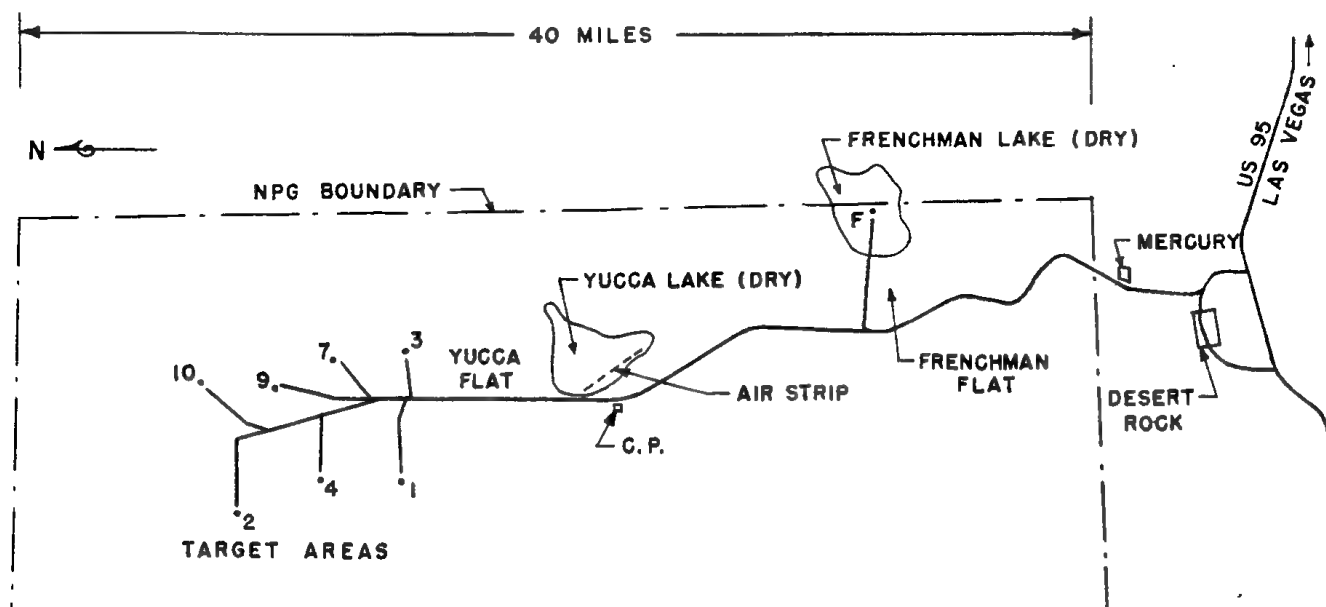 40 MILES
N
NPG BOUNDARY
FRENCHMAN LAKE (DRY)
US 95
LAS VEGAS
F
MERCURY
YUCCA LAKE (DRY)
3
7
YUCCA
FLAT
10
9
AIR STRIP
FRENCHMAN
FLAT
DESERT
ROCK
C.P.
4
1
2
TARGET AREAS